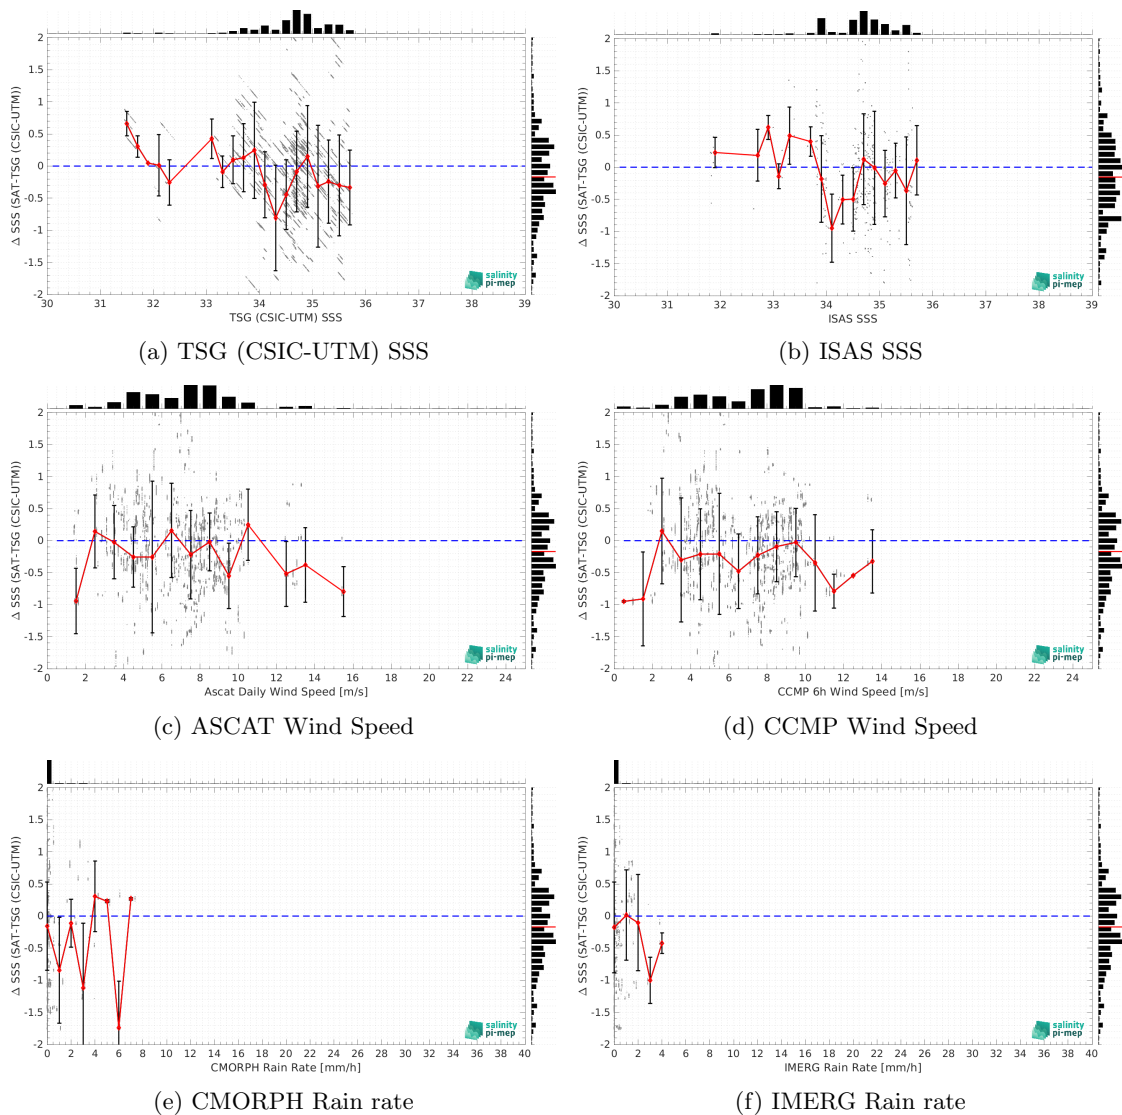 2
1.5
1
0.5
0
-0.5
-1
-1.5
-2
Δ SSS (SAT-TSG (CSIC-UTM))
salinity
pi-mep
30 31 32 33 34 35 36 37 38 39
TSG (CSIC-UTM) SSS
(a) TSG (CSIC-UTM) SSS
2
1.5
1
0.5
0
-0.5
-1
-1.5
-2
Δ SSS (SAT-TSG (CSIC-UTM))
salinity
pi-mep
30 31 32 33 34 35 36 37 38 39
ISAS SSS
(b) ISAS SSS
2
1.5
1
0.5
0
-0.5
-1
-1.5
-2
Δ SSS (SAT-TSG (CSIC-UTM))
salinity
pi-mep
0 2 4 6 8 10 12 14 16 18 20 22 24
Ascat Daily Wind Speed [m/s]
(c) ASCAT Wind Speed
2
1.5
1
0.5
0
-0.5
-1
-1.5
-2
Δ SSS (SAT-TSG (CSIC-UTM))
salinity
pi-mep
0 2 4 6 8 10 12 14 16 18 20 22 24
CCMP 6h Wind Speed [m/s]
(d) CCMP Wind Speed
2
1.5
1
0.5
0
-0.5
-1
-1.5
-2
Δ SSS (SAT-TSG (CSIC-UTM))
salinity
pi-mep
0 2 4 6 8 10 12 14 16 18 20 22 24 26 28 30 32 34 36 38 40
CMORPH Rain Rate [mm/h]
(e) CMORPH Rain rate
2
1.5
1
0.5
0
-0.5
-1
-1.5
-2
Δ SSS (SAT-TSG (CSIC-UTM))
salinity
pi-mep
0 2 4 6 8 10 12 14 16 18 20 22 24 26 28 30 32 34 36 38 40
IMERG Rain Rate [mm/h]
(f) IMERG Rain rate